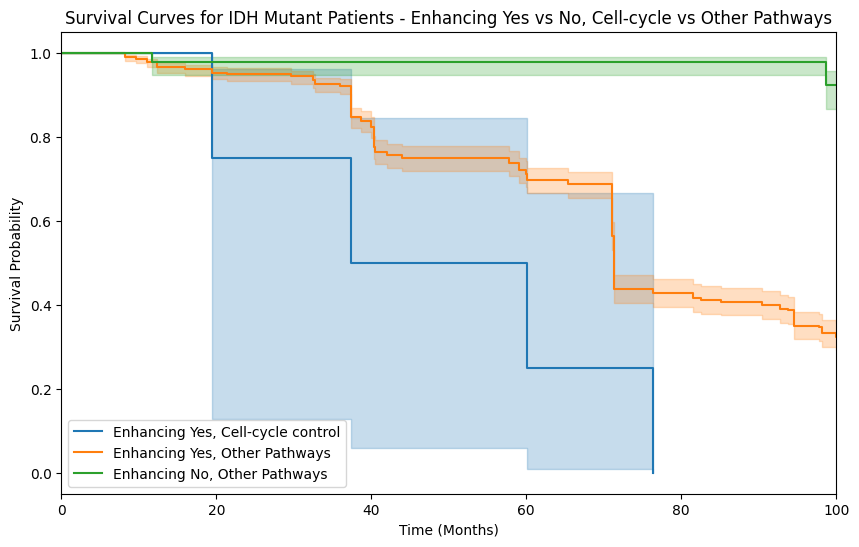 Survival Curves for IDH Mutant Patients - Enhancing Yes vs No, Cell-cycle vs Other Pathways
Survival Probability
1.0
0.8
0.6
0.4
0.2
0.0
Enhancing Yes, Cell-cycle control
Enhancing Yes, Other Pathways
Enhancing No, Other Pathways
0 20 40 60 80 100
Time (Months)